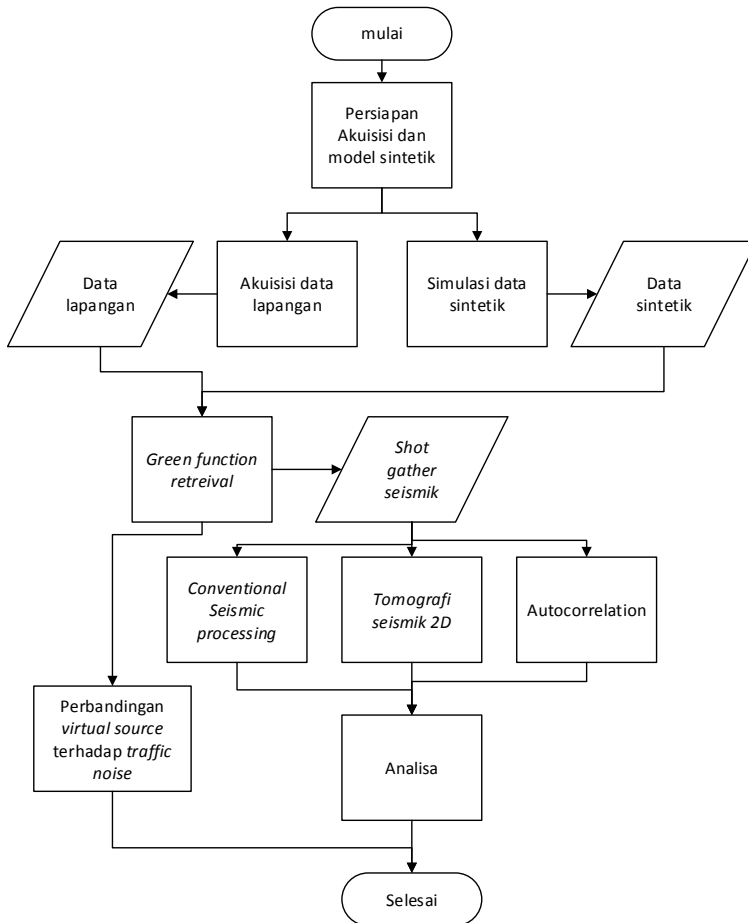 mulai
Persiapan
Akuisisi dan
model sintetik
Data
lapangan
Akuisisi data
lapangan
Simulasi data
sintetik
Data
sintetik
Green function
retreival
Shot
gather
seismik
Conventional
Seismic
processing
Tomografi
seismik 2D
Autocorrelation
Perbandingan
virtual source
terhadap traffic
noise
Analisa
Selesai